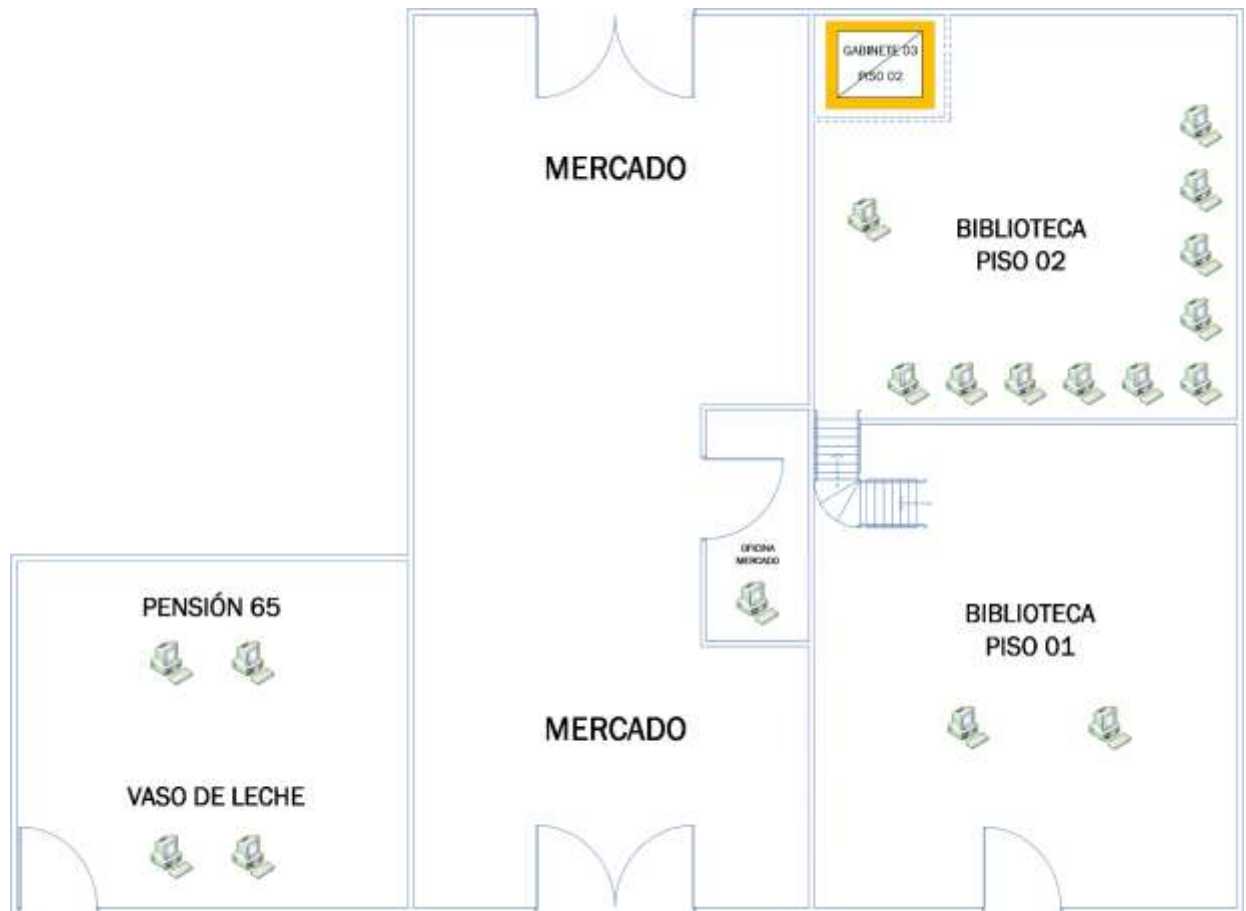 GABINETE 03
PISO 02
MERCADO
BIBLIOTECA
PISO 02
OFICINA
MERCADO
PENSIÓN 65
BIBLIOTECA
PISO 01
MERCADO
VASO DE LECHE